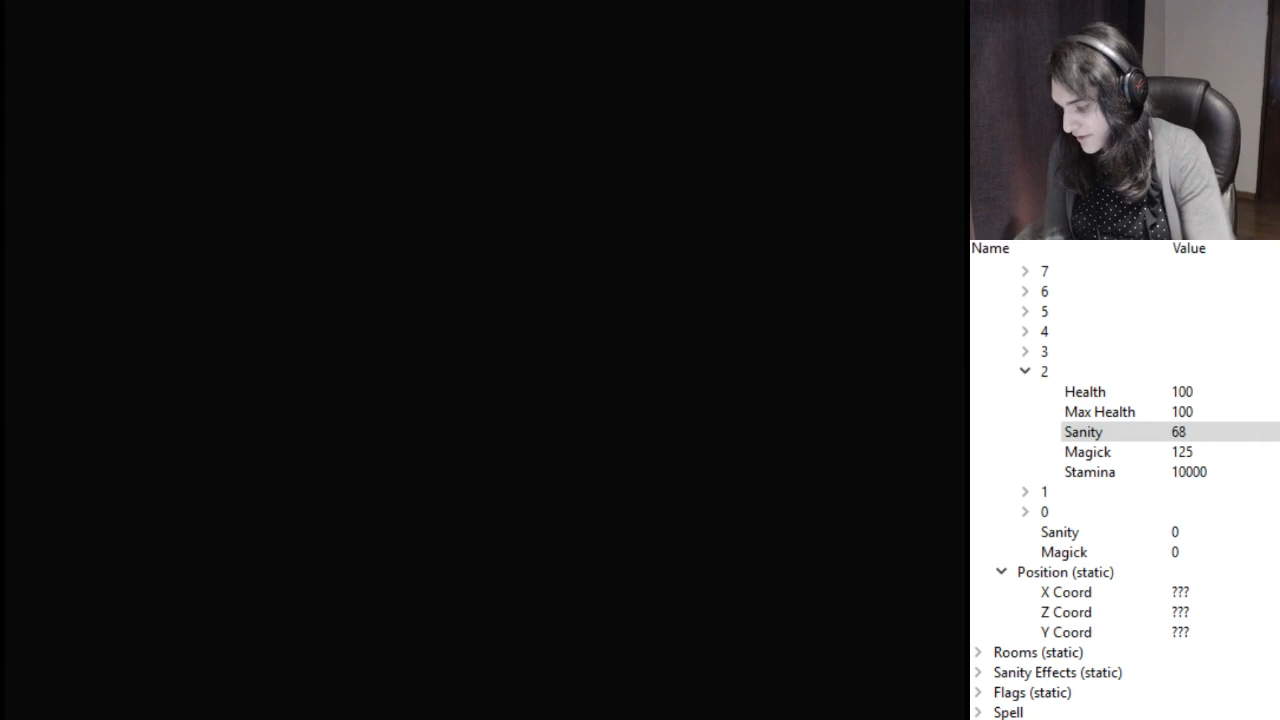 Name Value
7
6
5
4
3
2
Health 100
Max Health 100
Sanity 68
Magick 125
Stamina 10000
1
0
Sanity 0
Magick 0
Position (static)
X Coord ???
Z Coord ???
Y Coord ???
Rooms (static)
Sanity Effects (static)
Flags (static)
Spell